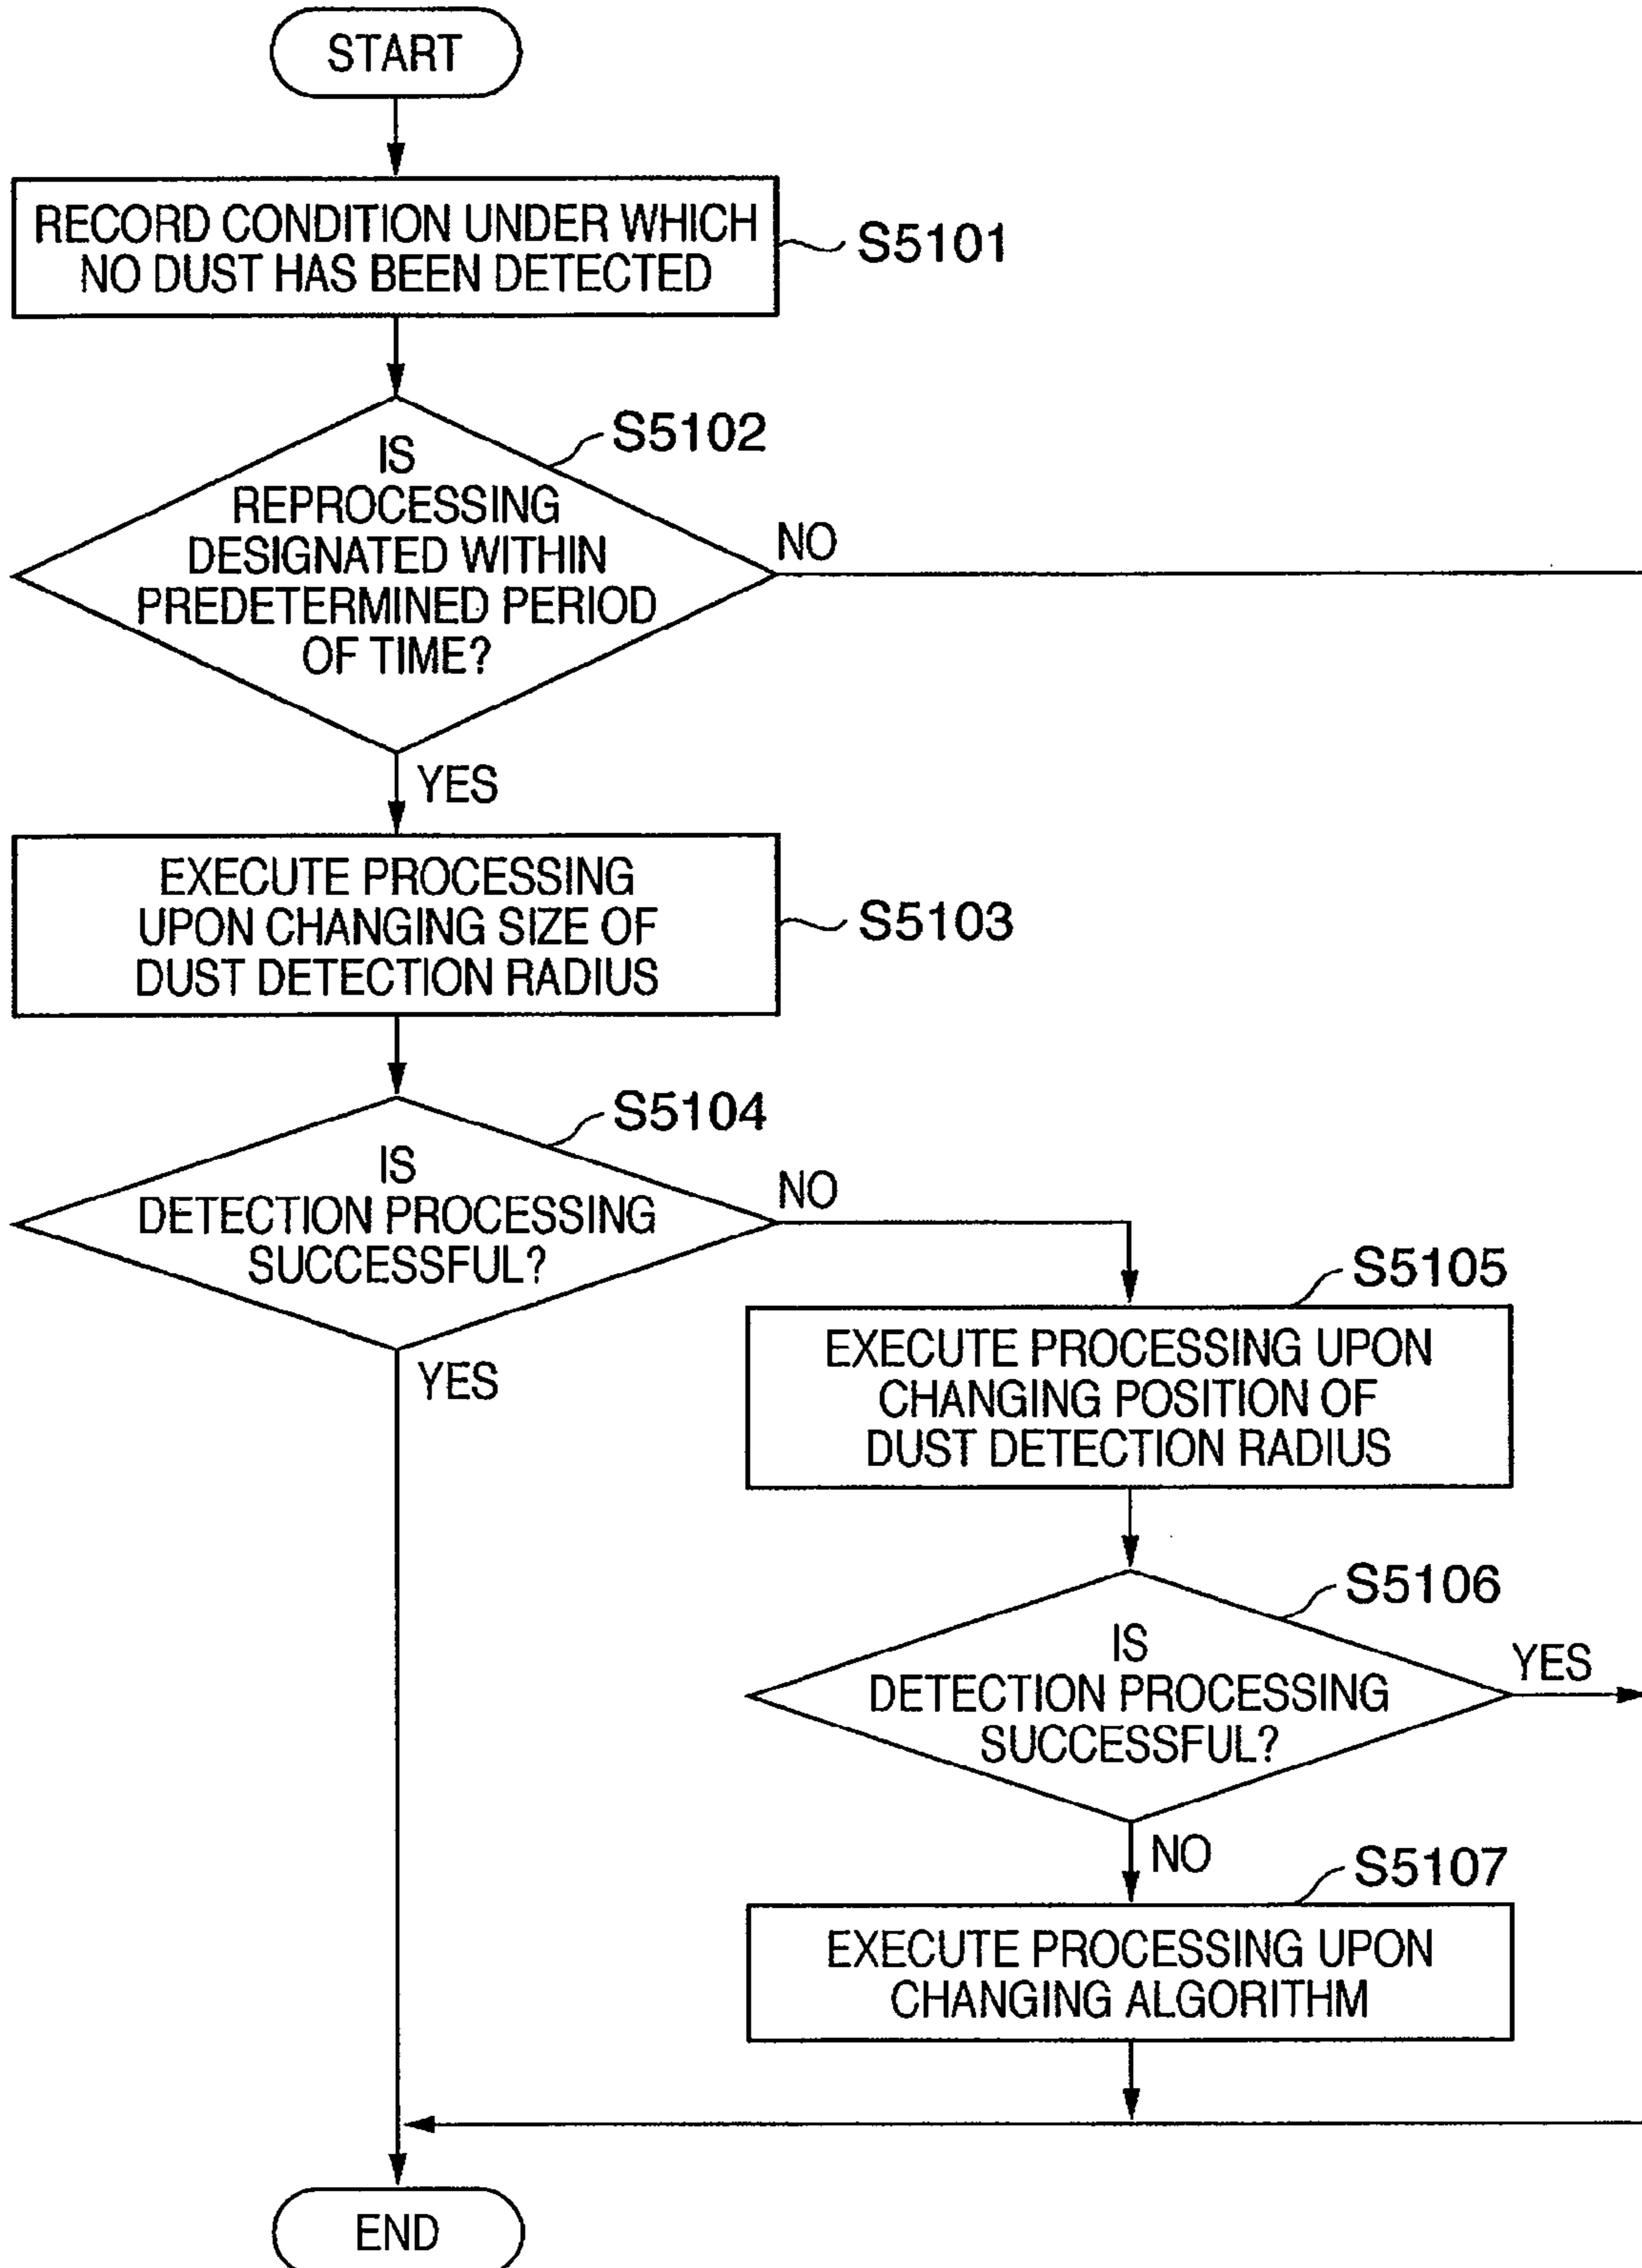 START
RECORD CONDITION UNDER WHICH
NO DUST HAS BEEN DETECTED
S5101
S5102
IS
REPROCESSING
DESIGNATED WITHIN
PREDETERMINED PERIOD
OF TIME?
NO
YES
EXECUTE PROCESSING
UPON CHANGING SIZE OF
DUST DETECTION RADIUS
S5103
S5104
IS
DETECTION PROCESSING
SUCCESSFUL?
NO
YES
S5105
EXECUTE PROCESSING UPON
CHANGING POSITION OF
DUST DETECTION RADIUS
S5106
IS
DETECTION PROCESSING
SUCCESSFUL?
YES
NO
S5107
EXECUTE PROCESSING UPON
CHANGING ALGORITHM
END